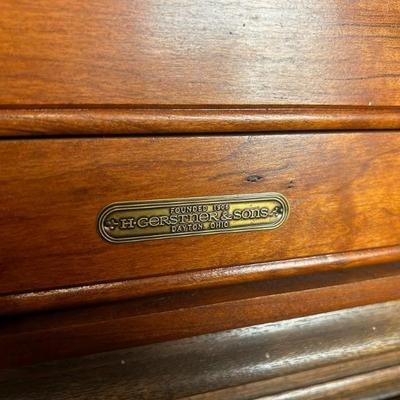 FOUNDED 1906
H·GERSTNER & SONS
DAYTON, OHIO